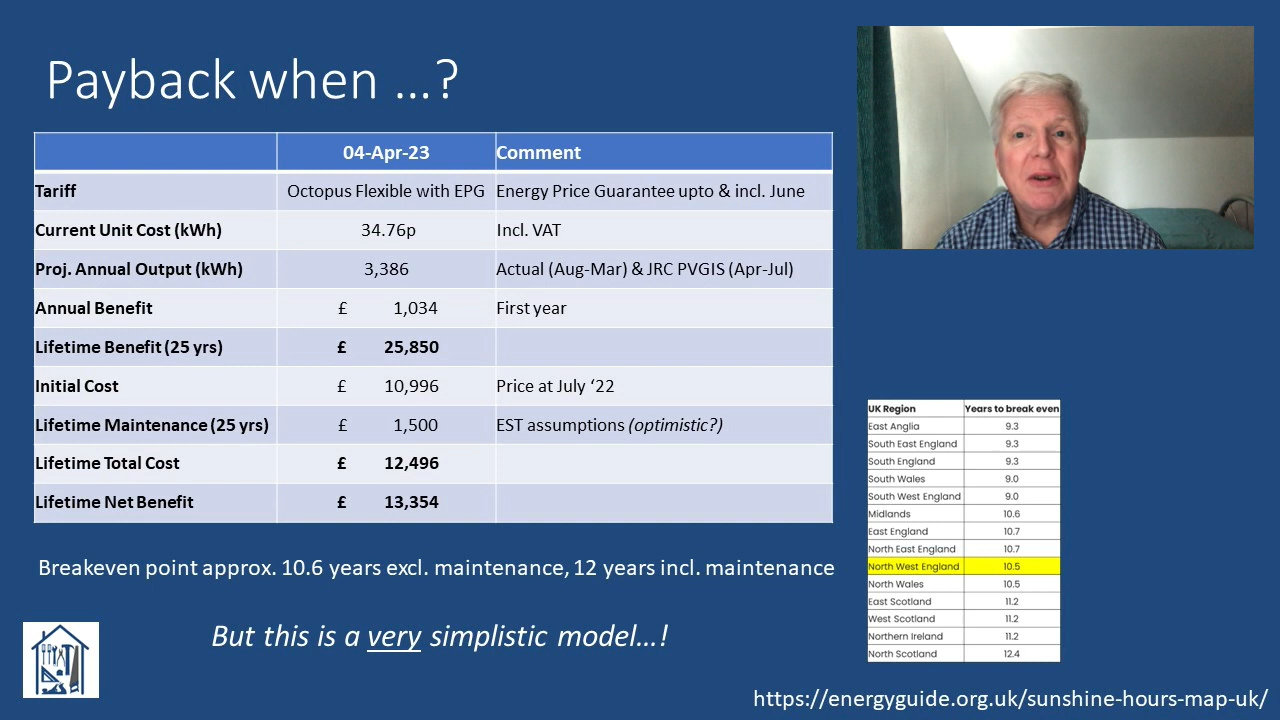 Payback when ...?
04-Apr-23 Comment
Tariff Octopus Flexible with EPG Energy Price Guarantee upto & incl. June
Current Unit Cost (kWh) 34.76p Incl. VAT
Proj. Annual Output (kWh) 3,386 Actual (Aug-Mar) & JRC PVGIS (Apr-Jul)
Annual Benefit £ 1,034 First year
Lifetime Benefit (25 yrs) £ 25,850
Initial Cost £ 10,996 Price at July ‘22
Lifetime Maintenance (25 yrs) £ 1,500 EST assumptions (optimistic?)
Lifetime Total Cost £ 12,496
Lifetime Net Benefit £ 13,354
Breakeven point approx. 10.6 years excl. maintenance, 12 years incl. maintenance
But this is a very simplistic model...!
UK Region Years to break even
East Anglia 9.3
South East England 9.3
South England 9.3
South Wales 9.0
South West England 9.0
Midlands 10.6
East England 10.7
North East England 10.7
North West England 10.5
North Wales 10.5
East Scotland 11.2
West Scotland 11.2
Northern Ireland 11.2
North Scotland 12.4
https://energyguide.org.uk/sunshine-hours-map-uk/